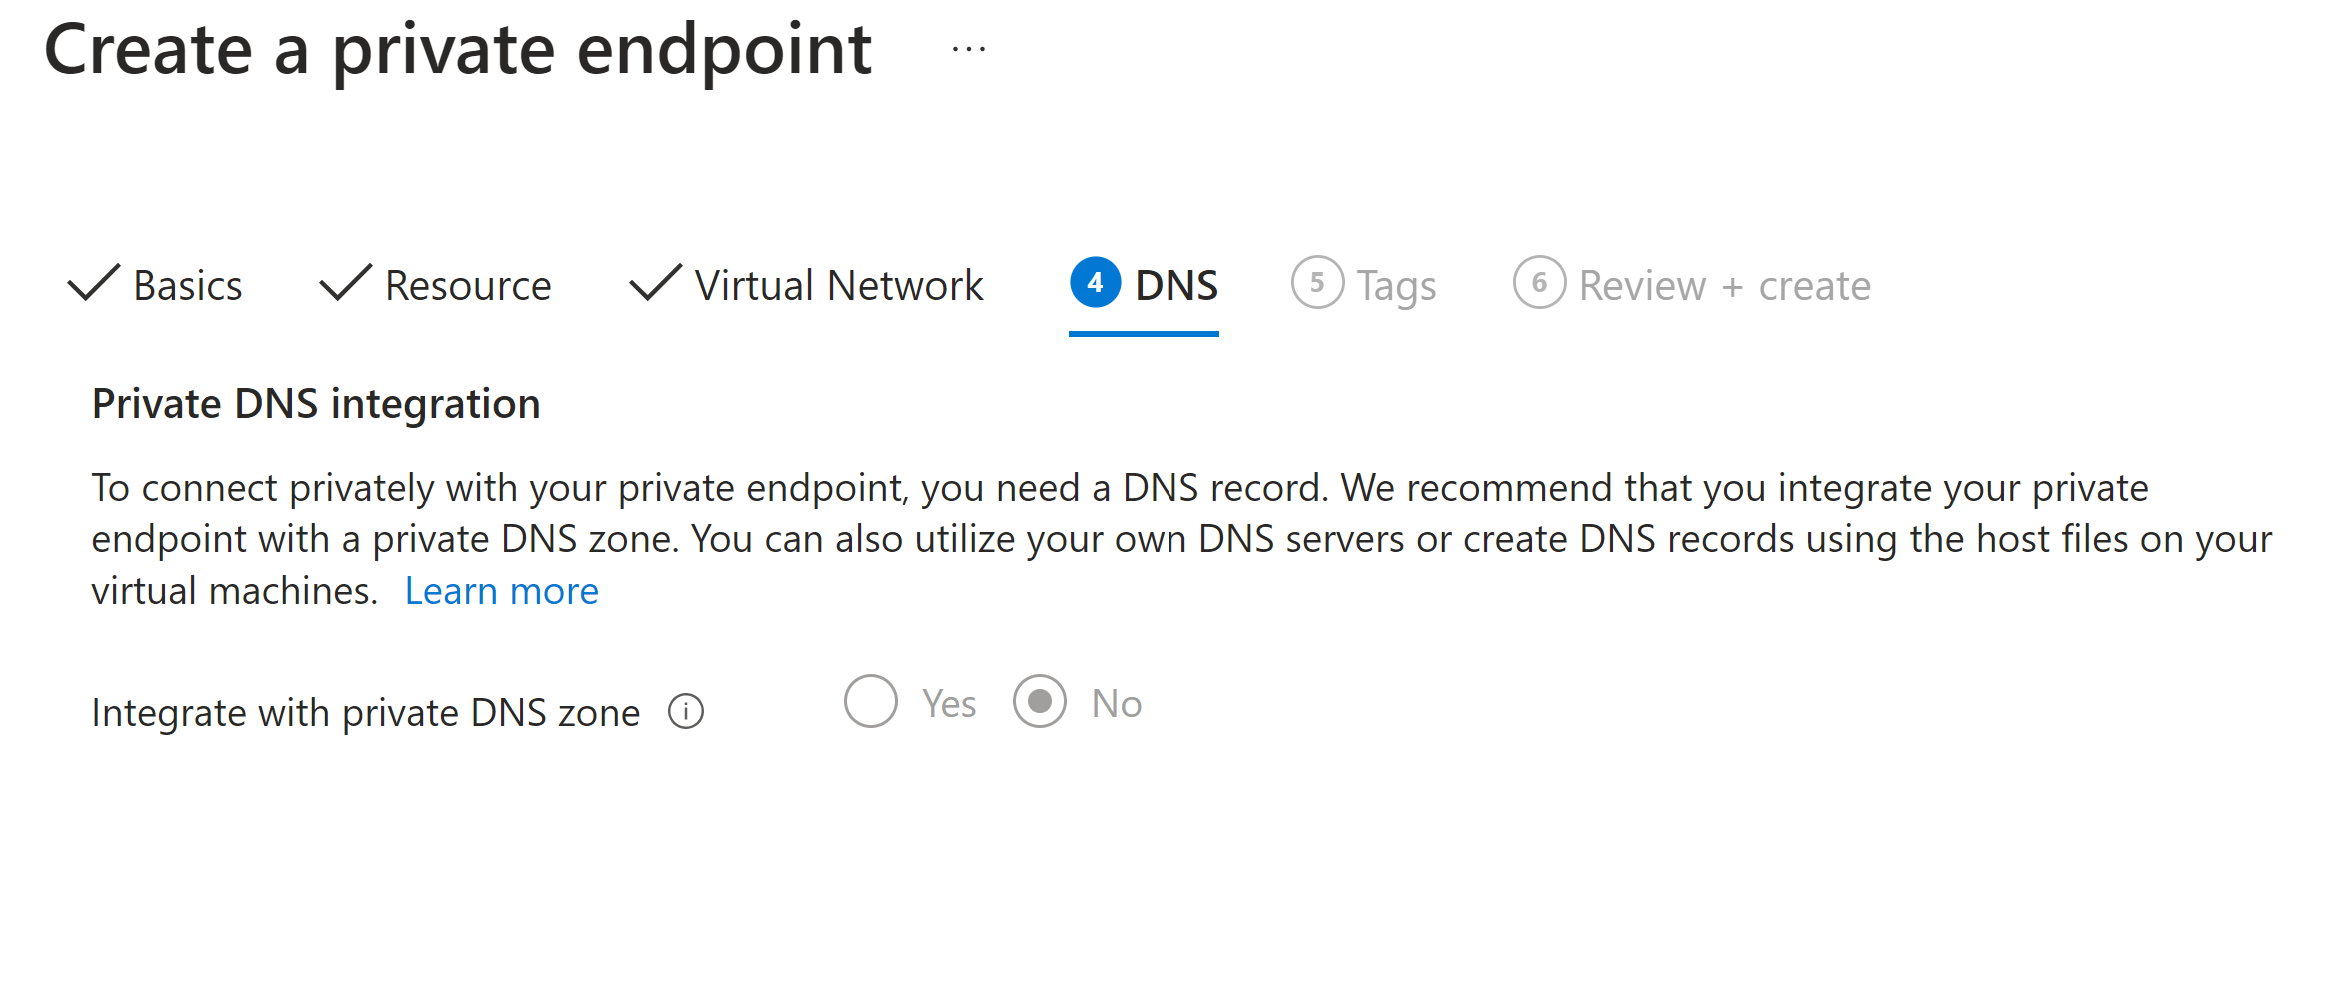 Create a private endpoint ...
Basics Resource Virtual Network 4 DNS 5 Tags 6 Review + create
Private DNS integration
To connect privately with your private endpoint, you need a DNS record. We recommend that you integrate your private
endpoint with a private DNS zone. You can also utilize your own DNS servers or create DNS records using the host files on your
virtual machines. Learn more
Integrate with private DNS zone i Yes No